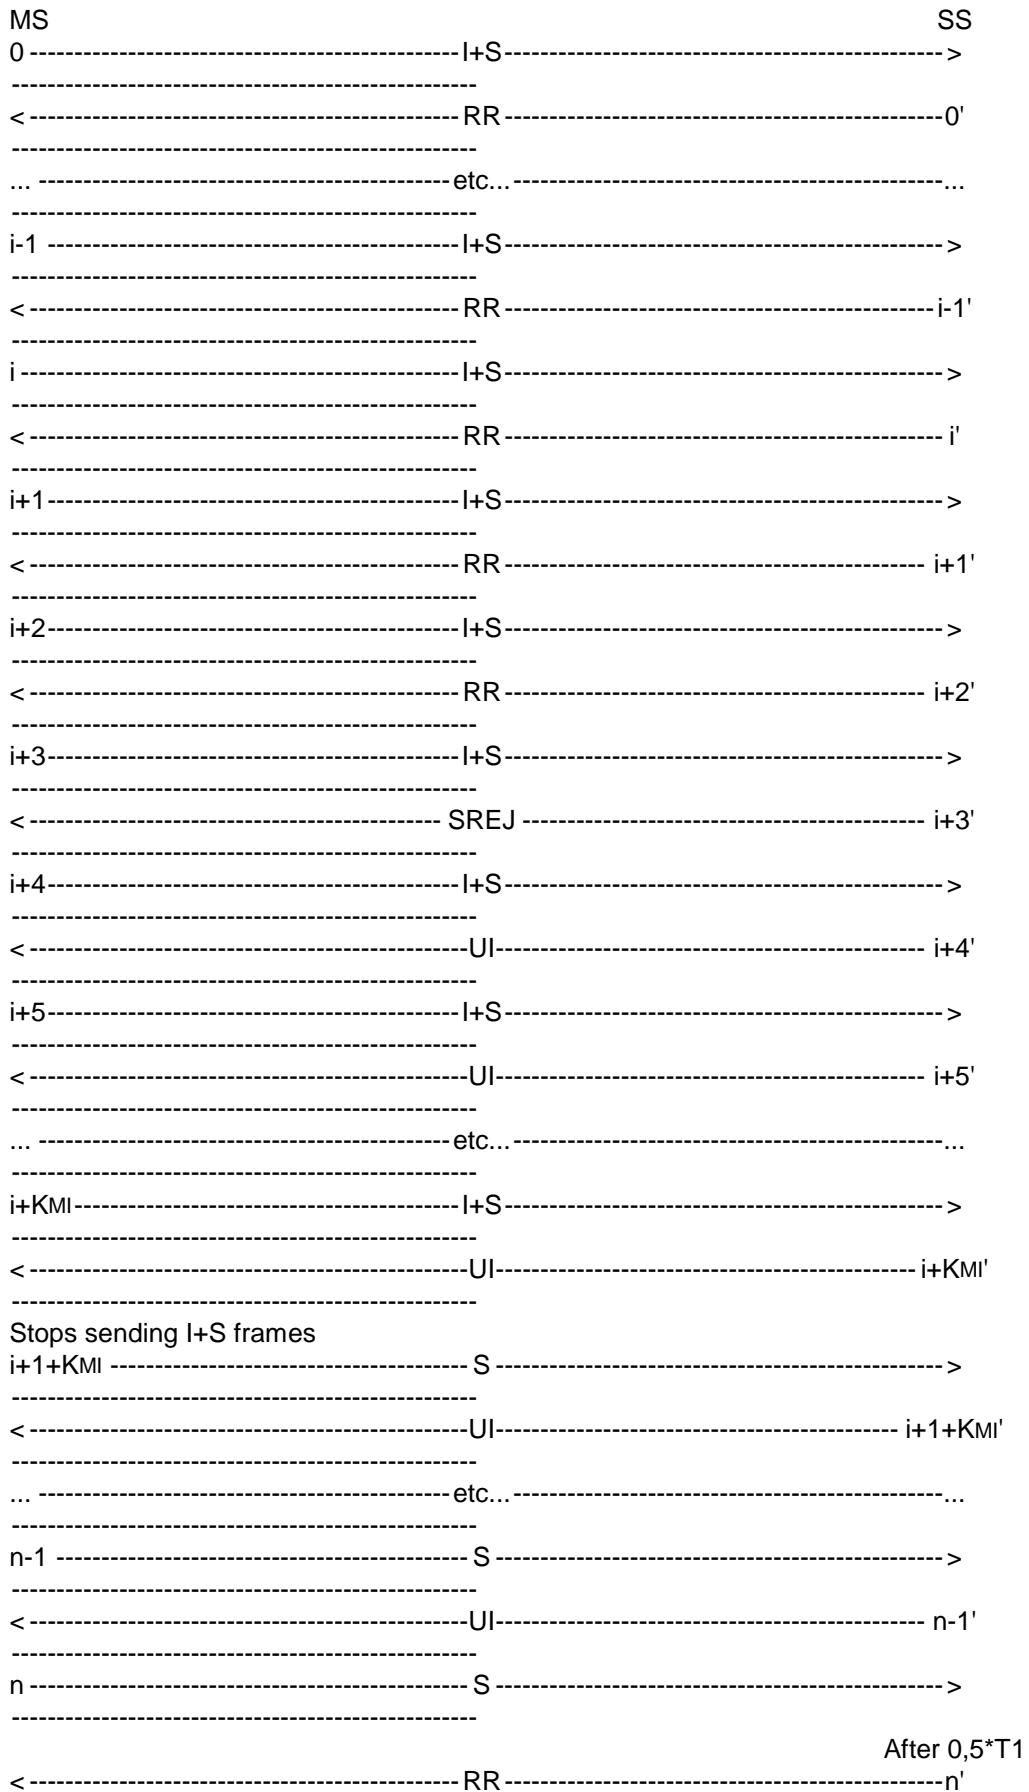 MS SS
0 ------------------------------------------------ I+S ------------------------------------------------- >
----------------------------------------------------
< ------------------------------------------------ RR ------------------------------------------------- 0'
----------------------------------------------------
... ---------------------------------------------- etc... ------------------------------------------------ ...
----------------------------------------------------
i-1 ---------------------------------------------- I+S ------------------------------------------------- >
----------------------------------------------------
< ------------------------------------------------ RR ------------------------------------------------ i-1'
----------------------------------------------------
i ------------------------------------------------- I+S ------------------------------------------------- >
----------------------------------------------------
< ------------------------------------------------ RR ------------------------------------------------- i'
----------------------------------------------------
i+1 ---------------------------------------------- I+S ------------------------------------------------- >
----------------------------------------------------
< ------------------------------------------------ RR ----------------------------------------------- i+1'
----------------------------------------------------
i+2 ---------------------------------------------- I+S ------------------------------------------------- >
----------------------------------------------------
< ------------------------------------------------ RR ----------------------------------------------- i+2'
----------------------------------------------------
i+3 ---------------------------------------------- I+S ------------------------------------------------- >
----------------------------------------------------
< ---------------------------------------------- SREJ --------------------------------------------- i+3'
----------------------------------------------------
i+4 ---------------------------------------------- I+S ------------------------------------------------- >
----------------------------------------------------
< ------------------------------------------------- UI ------------------------------------------------ i+4'
----------------------------------------------------
i+5 ---------------------------------------------- I+S ------------------------------------------------- >
----------------------------------------------------
< ------------------------------------------------- UI ------------------------------------------------ i+5'
----------------------------------------------------
... ---------------------------------------------- etc... ------------------------------------------------ ...
----------------------------------------------------
i+KMI ------------------------------------------- I+S ------------------------------------------------- >
----------------------------------------------------
< ------------------------------------------------- UI ----------------------------------------------- i+KMI'
----------------------------------------------------
Stops sending I+S frames
i+1+KMI ---------------------------------------- S -------------------------------------------------- >
----------------------------------------------------
< ------------------------------------------------- UI --------------------------------------------- i+1+KMI'
----------------------------------------------------
... ---------------------------------------------- etc... ------------------------------------------------ ...
----------------------------------------------------
n-1 ---------------------------------------------- S -------------------------------------------------- >
----------------------------------------------------
< ------------------------------------------------- UI ------------------------------------------------ n-1'
----------------------------------------------------
n ------------------------------------------------- S -------------------------------------------------- >
----------------------------------------------------
After 0,5*T1
< ------------------------------------------------ RR ------------------------------------------------- n'